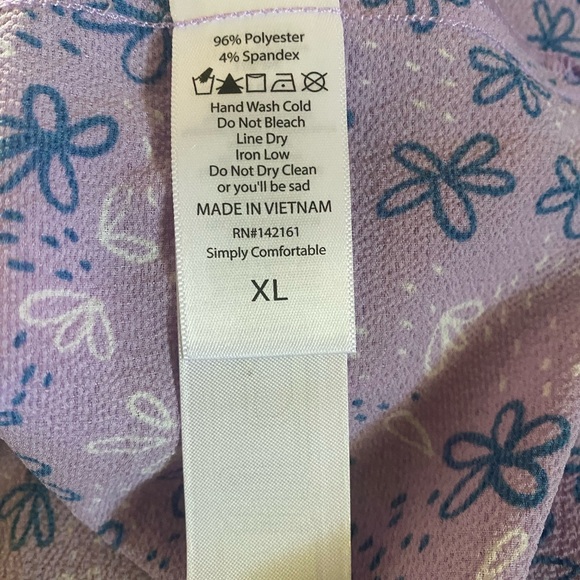 96% Polyester
4% Spandex
Hand Wash Cold
Do Not Bleach
Line Dry
Iron Low
Do Not Dry Clean
or you'll be sad
MADE IN VIETNAM
RN#142161
Simply Comfortable
XL